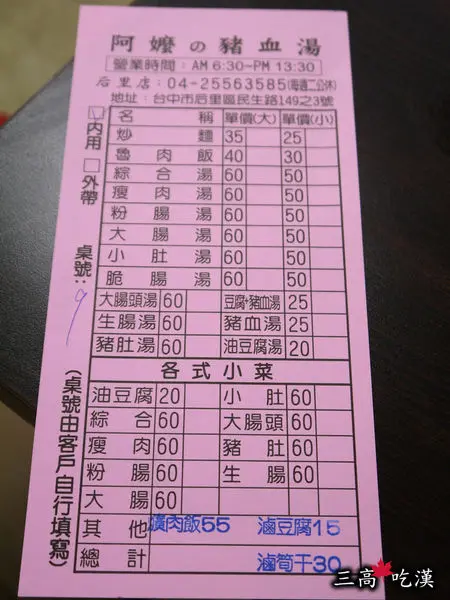 阿嬤の豬血湯
營業時間：AM 6:30~PM 13:30
后里店：04-25563585(每週二公休)
地址：台中市后里區民生路149之3號
內用 外帶
桌號：9
(桌號由客戶自行填寫)
名稱 單價(大) 單價(小)
炒麵 35 25
魯肉飯 40 30
綜合湯 60 50
瘦肉湯 60 50
粉腸湯 60 50
大腸湯 60 50
小肚湯 60 50
脆腸湯 60 50
大腸頭湯 60 豆腐+豬血湯 25
生腸湯 60 豬血湯 25
豬肚湯 60 油豆腐湯 20
各式小菜
油豆腐 20 小肚 60
綜合 60 大腸頭 60
瘦肉 60 豬肚 60
粉腸 60 生腸 60
大腸 60
其他 肉飯55 滷豆腐15
總計 滷筍干30
三高吃漢